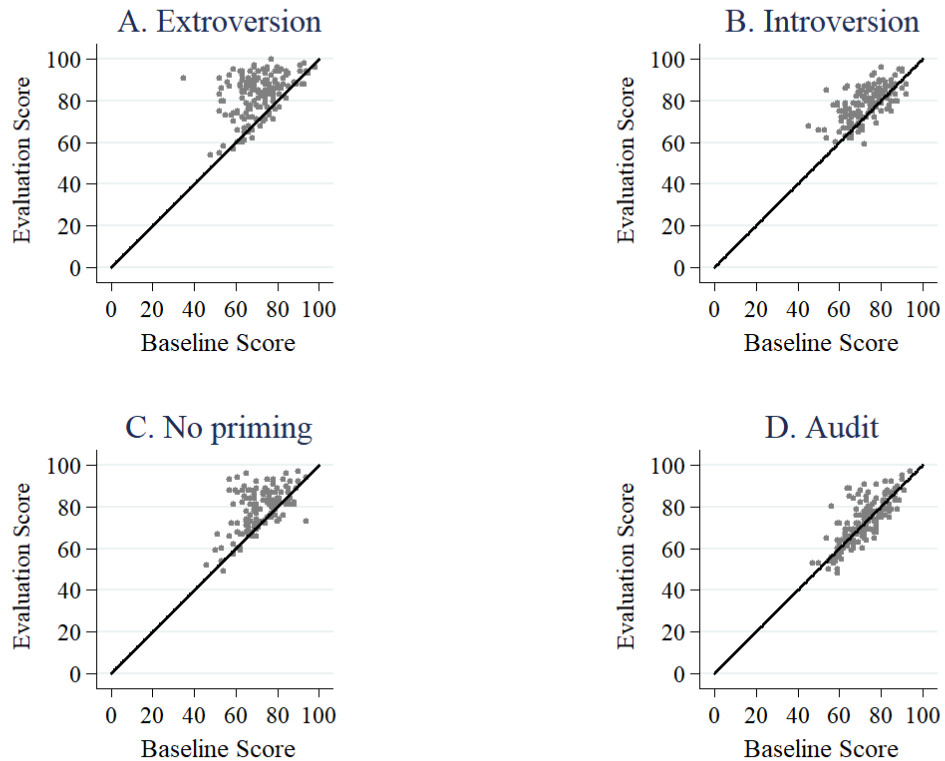 A. Extroversion
100
80
60
40
20
0
Evaluation Score
0 20 40 60 80 100
Baseline Score
B. Introversion
100
80
60
40
20
0
Evaluation Score
0 20 40 60 80 100
Baseline Score
C. No priming
100
80
60
40
20
0
Evaluation Score
0 20 40 60 80 100
Baseline Score
D. Audit
100
80
60
40
20
0
Evaluation Score
0 20 40 60 80 100
Baseline Score